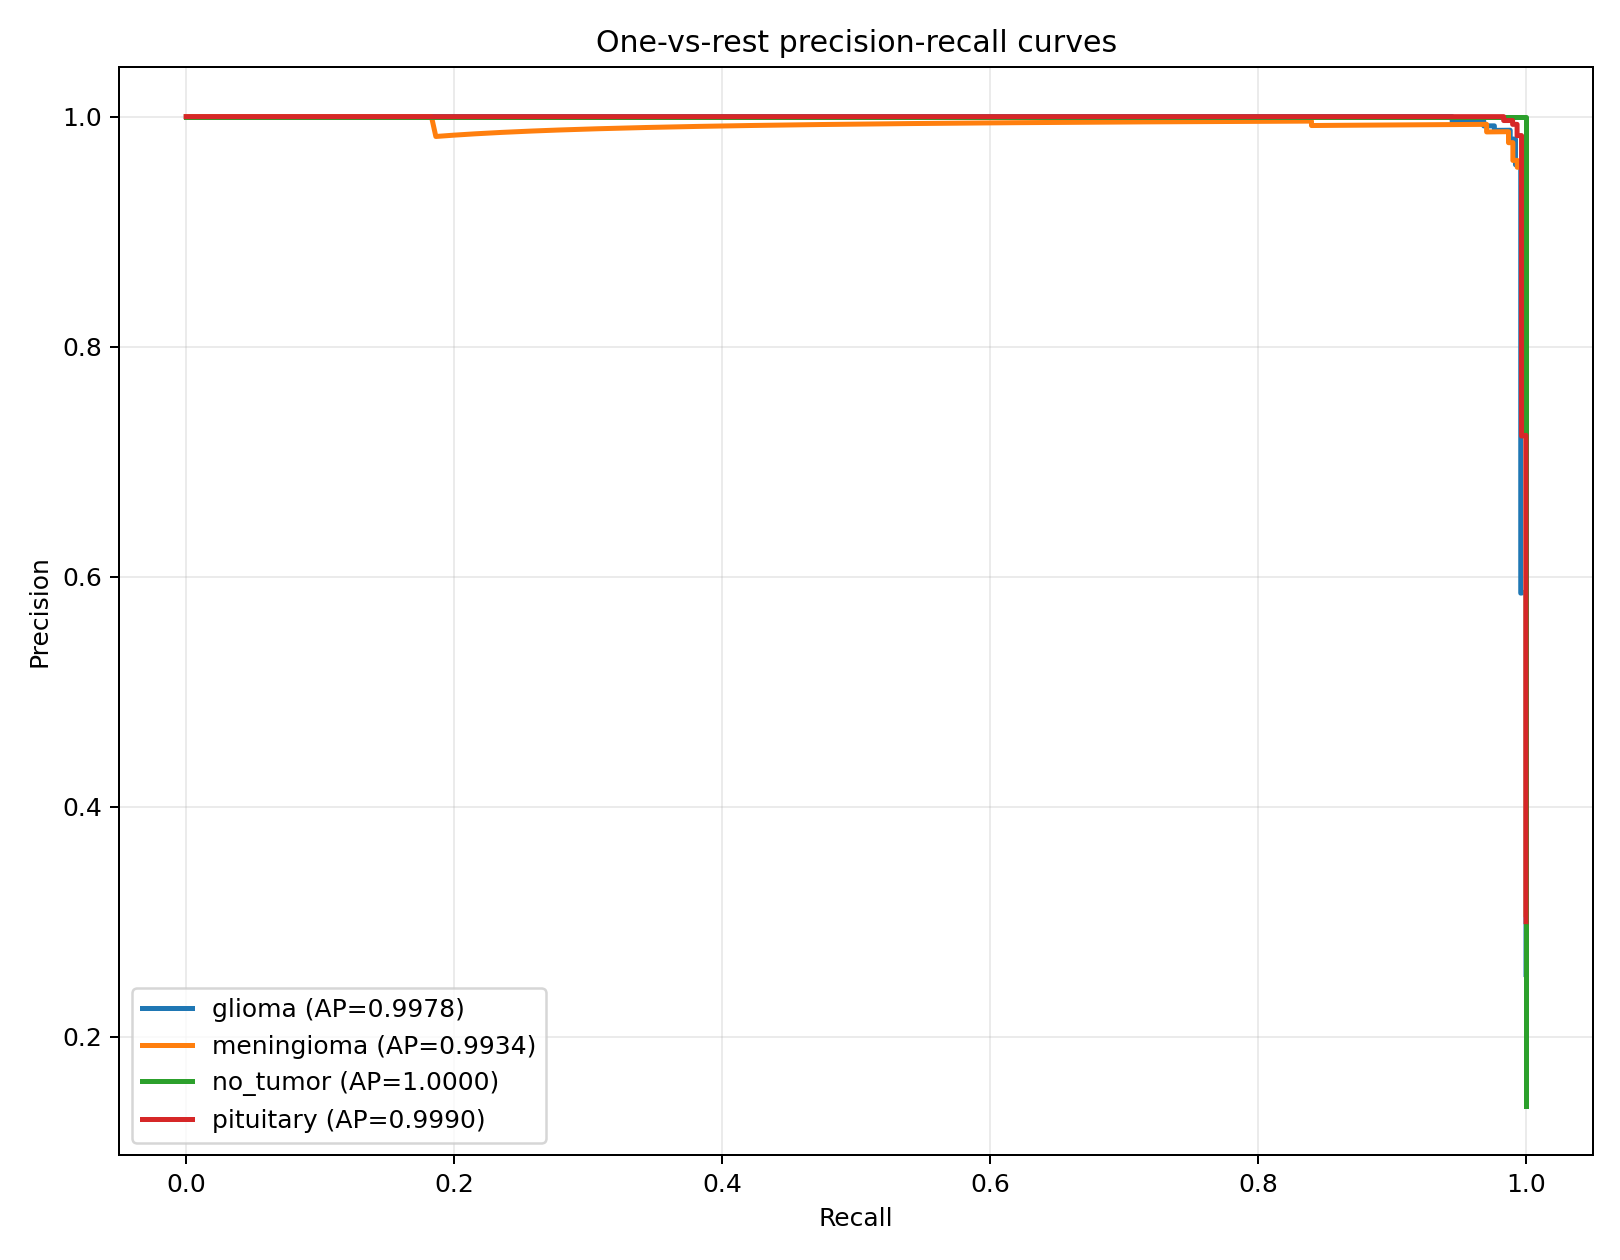 One-vs-rest precision-recall curves
1.0
0.8
0.6
0.4
0.2
Precision
glioma (AP=0.9978)
meningioma (AP=0.9934)
no_tumor (AP=1.0000)
pituitary (AP=0.9990)
0.0 0.2 0.4 0.6 0.8 1.0
Recall